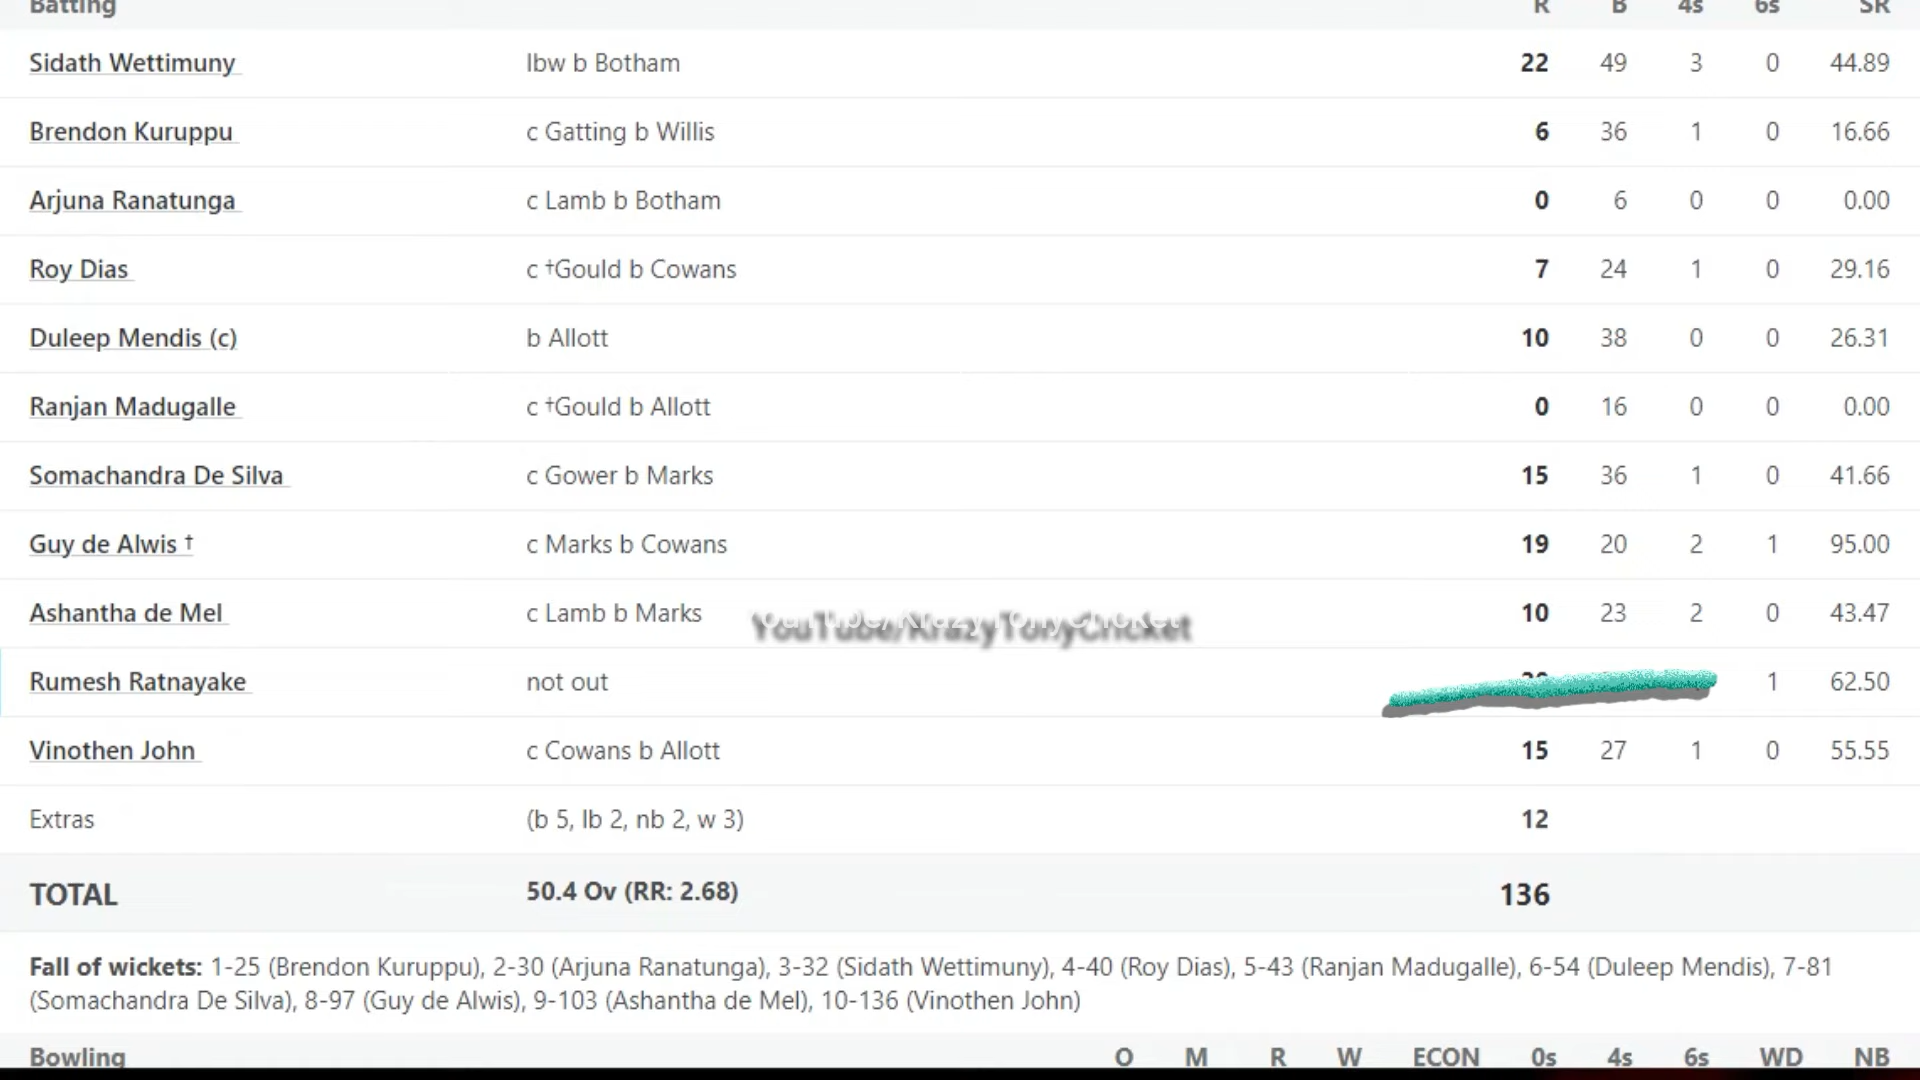 Batting R B 4s 6s SR
Sidath Wettimuny lbw b Botham 22 49 3 0 44.89
Brendon Kuruppu c Gatting b Willis 6 36 1 0 16.66
Arjuna Ranatunga c Lamb b Botham 0 6 0 0 0.00
Roy Dias c †Gould b Cowans 7 24 1 0 29.16
Duleep Mendis (c) b Allott 10 38 0 0 26.31
Ranjan Madugalle c †Gould b Allott 0 16 0 0 0.00
Somachandra De Silva c Gower b Marks 15 36 1 0 41.66
Guy de Alwis † c Marks b Cowans 19 20 2 1 95.00
Ashantha de Mel c Lamb b Marks 10 23 2 0 43.47
YouTube/KrazyTonyCricket
Rumesh Ratnayake not out 1 62.50
Vinothen John c Cowans b Allott 15 27 1 0 55.55
Extras (b 5, lb 2, nb 2, w 3) 12
TOTAL 50.4 Ov (RR: 2.68) 136
Fall of wickets: 1-25 (Brendon Kuruppu), 2-30 (Arjuna Ranatunga), 3-32 (Sidath Wettimuny), 4-40 (Roy Dias), 5-43 (Ranjan Madugalle), 6-54 (Duleep Mendis), 7-81
(Somachandra De Silva), 8-97 (Guy de Alwis), 9-103 (Ashantha de Mel), 10-136 (Vinothen John)
Bowling O M R W ECON 0s 4s 6s WD NB